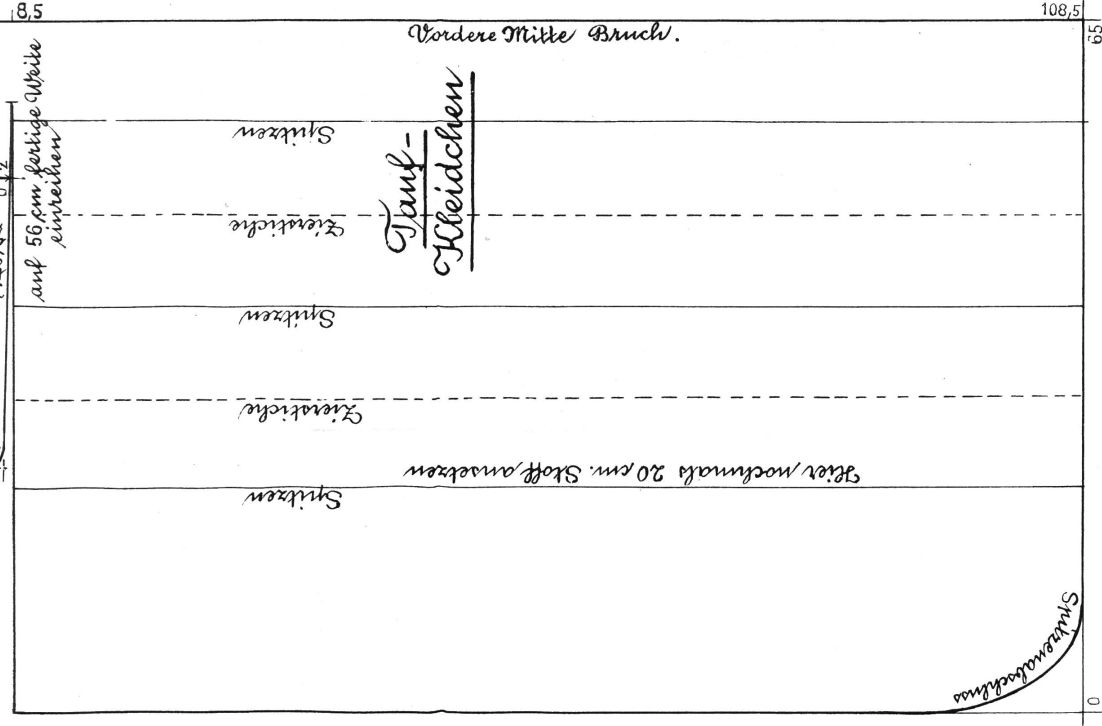 8,5
108,5
65
Vordere Mitte Bruch.
auf 56 cm fertige Weite
einreihen
Tauf-
Kleidchen
Spitzen
Zierstiche
Spitzen
Zierstiche
Hier nochmals 20 cm. Stoff ansetzen
Spitzen
Spitzenabschluss
0